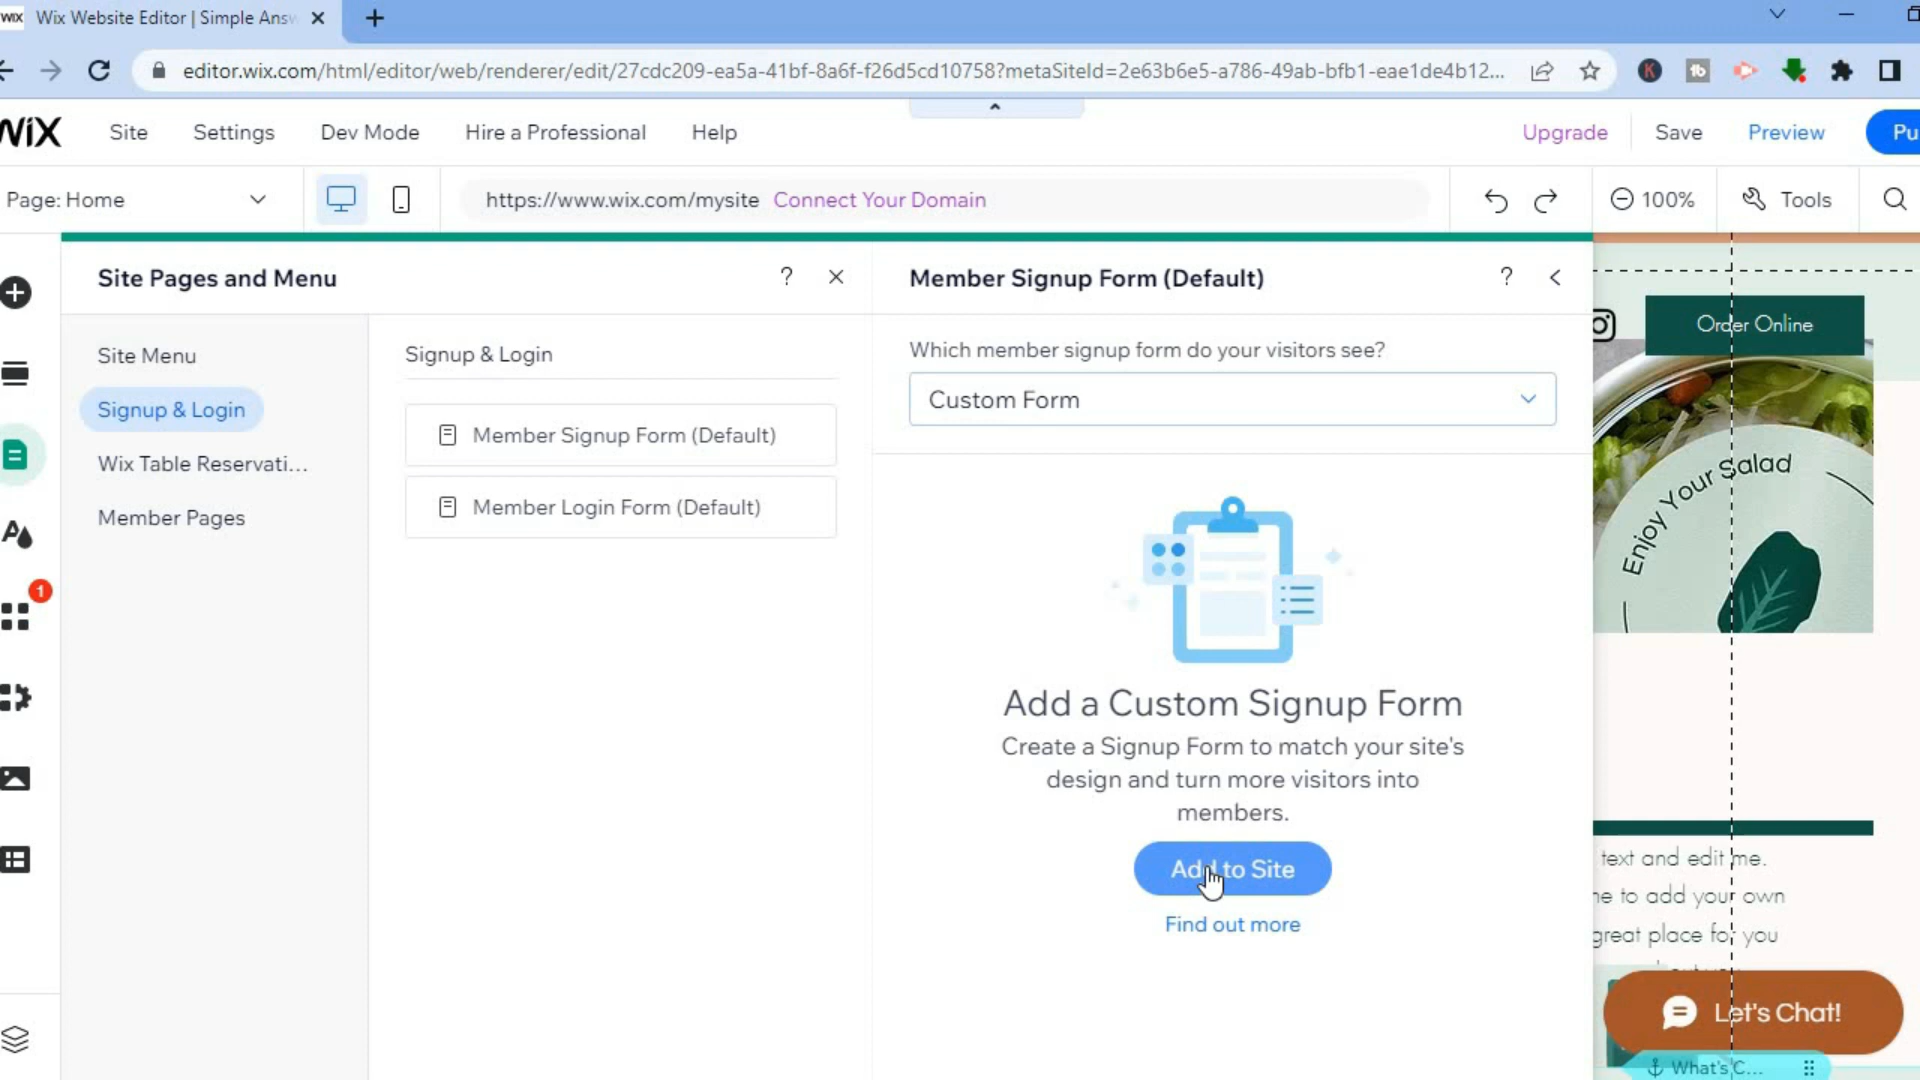 WIX Wix Website Editor | Simple Answ
editor.wix.com/html/editor/web/renderer/edit/27cdc209-ea5a-41bf-8a6f-f26d5cd10758?metaSiteId=2e63b6e5-a786-49ab-bfb1-eae1de4b12... K tb
WiX Site Settings Dev Mode Hire a Professional Help Upgrade Save Preview Pu
Page: Home https://www.wix.com/mysite Connect Your Domain 100% Tools
Site Pages and Menu ?
Site Menu
Signup & Login
Wix Table Reservati...
Member Pages
1
Signup & Login
Member Signup Form (Default)
Member Login Form (Default)
Member Signup Form (Default) ?
Which member signup form do your visitors see?
Custom Form
Add a Custom Signup Form
Create a Signup Form to match your site's
design and turn more visitors into
members.
Add to Site
Find out more
Order Online
Enjoy Your Salad
text and edit me.
to add your own
great place for you
Let's Chat!
What's C...